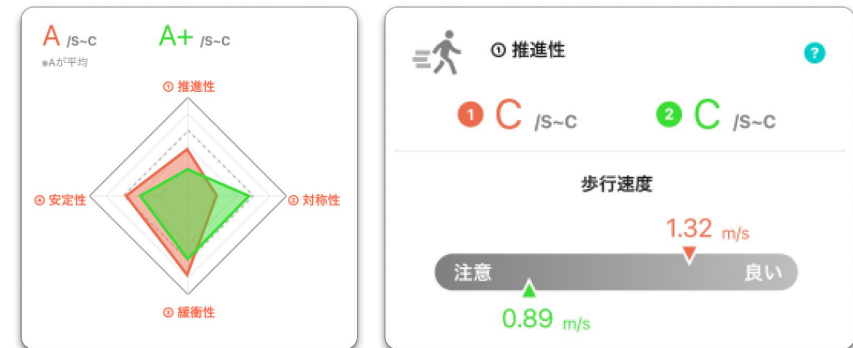 A /S~C A+ /S~C
※Aが平均
① 推進性
④ 安定性
② 対称性
③ 緩衝性
① 推進性 ?
1 C /S~C 2 C /S~C
歩行速度
1.32 m/s
注意 良い
0.89 m/s